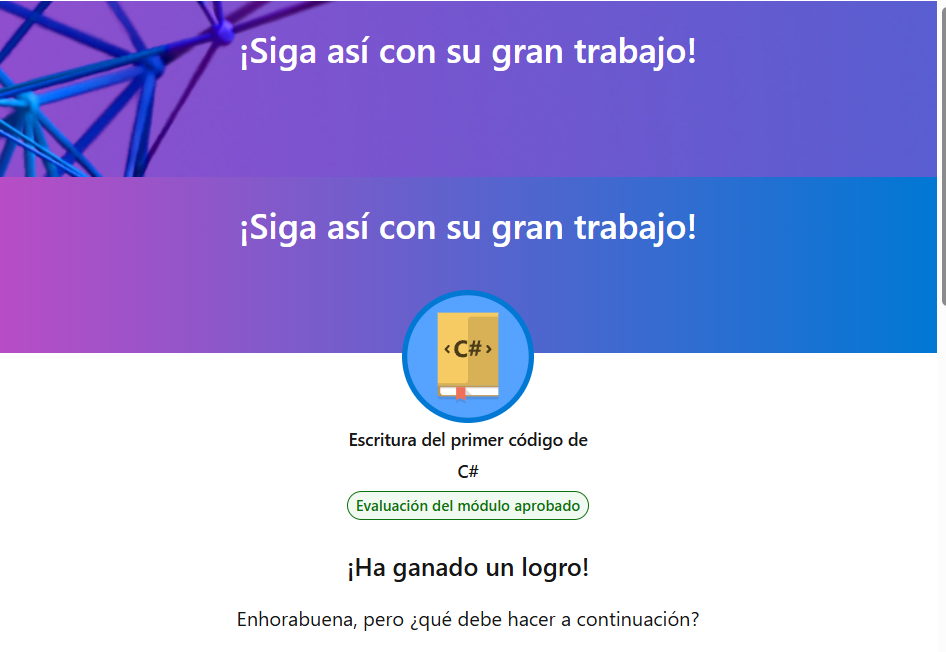 ¡Siga así con su gran trabajo!
¡Siga así con su gran trabajo!
‹C#›
Escritura del primer código de
C#
Evaluación del módulo aprobado
¡Ha ganado un logro!
Enhorabuena, pero ¿qué debe hacer a continuación?